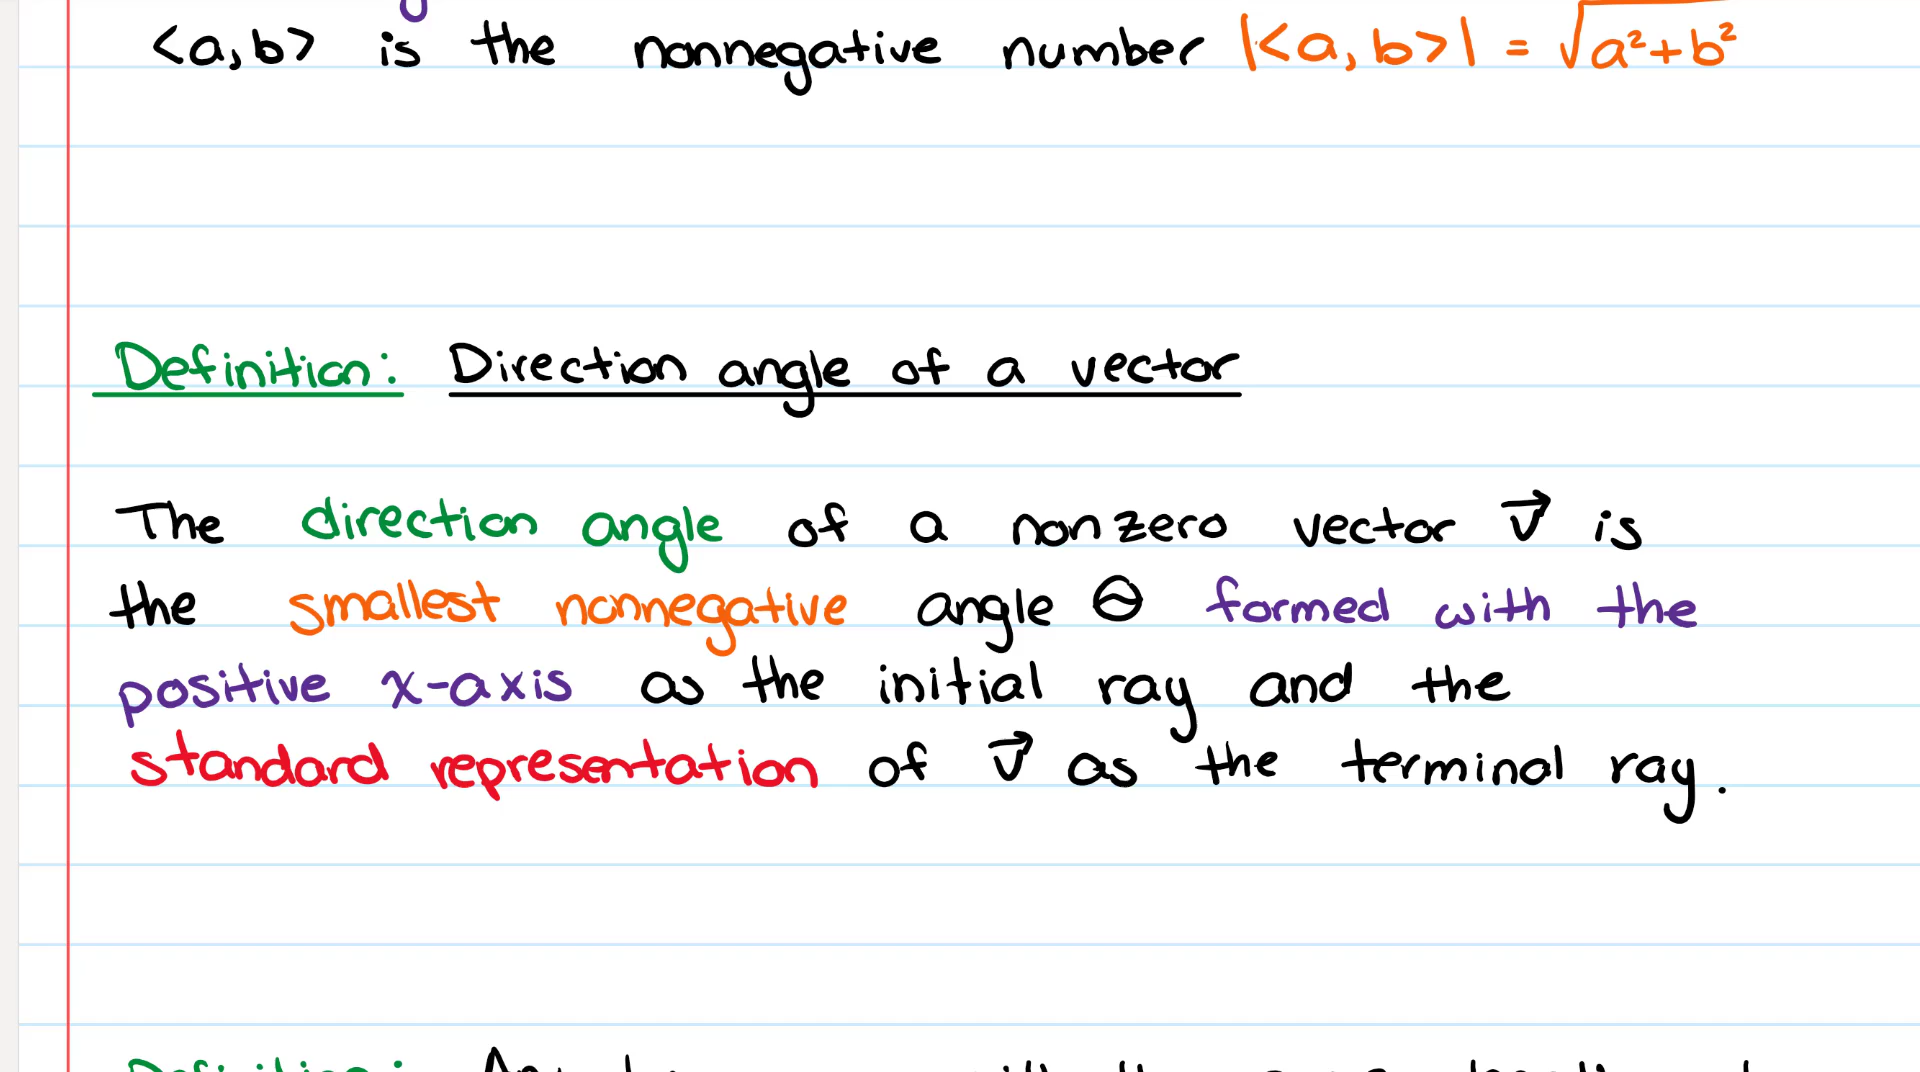 <a,b> is the nonnegative number |<a,b>| = √a²+b²
Definition: Direction angle of a vector
The direction angle of a nonzero vector v⃗ is
the smallest nonnegative angle θ formed with the
positive x-axis as the initial ray and the
standard representation of v⃗ as the terminal ray.
Definition: